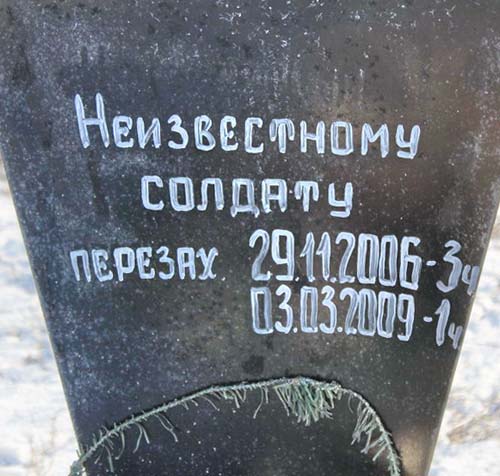 Неизвестному
солдату
перезах. 29.11.2006-3ч
03.03.2009-1ч